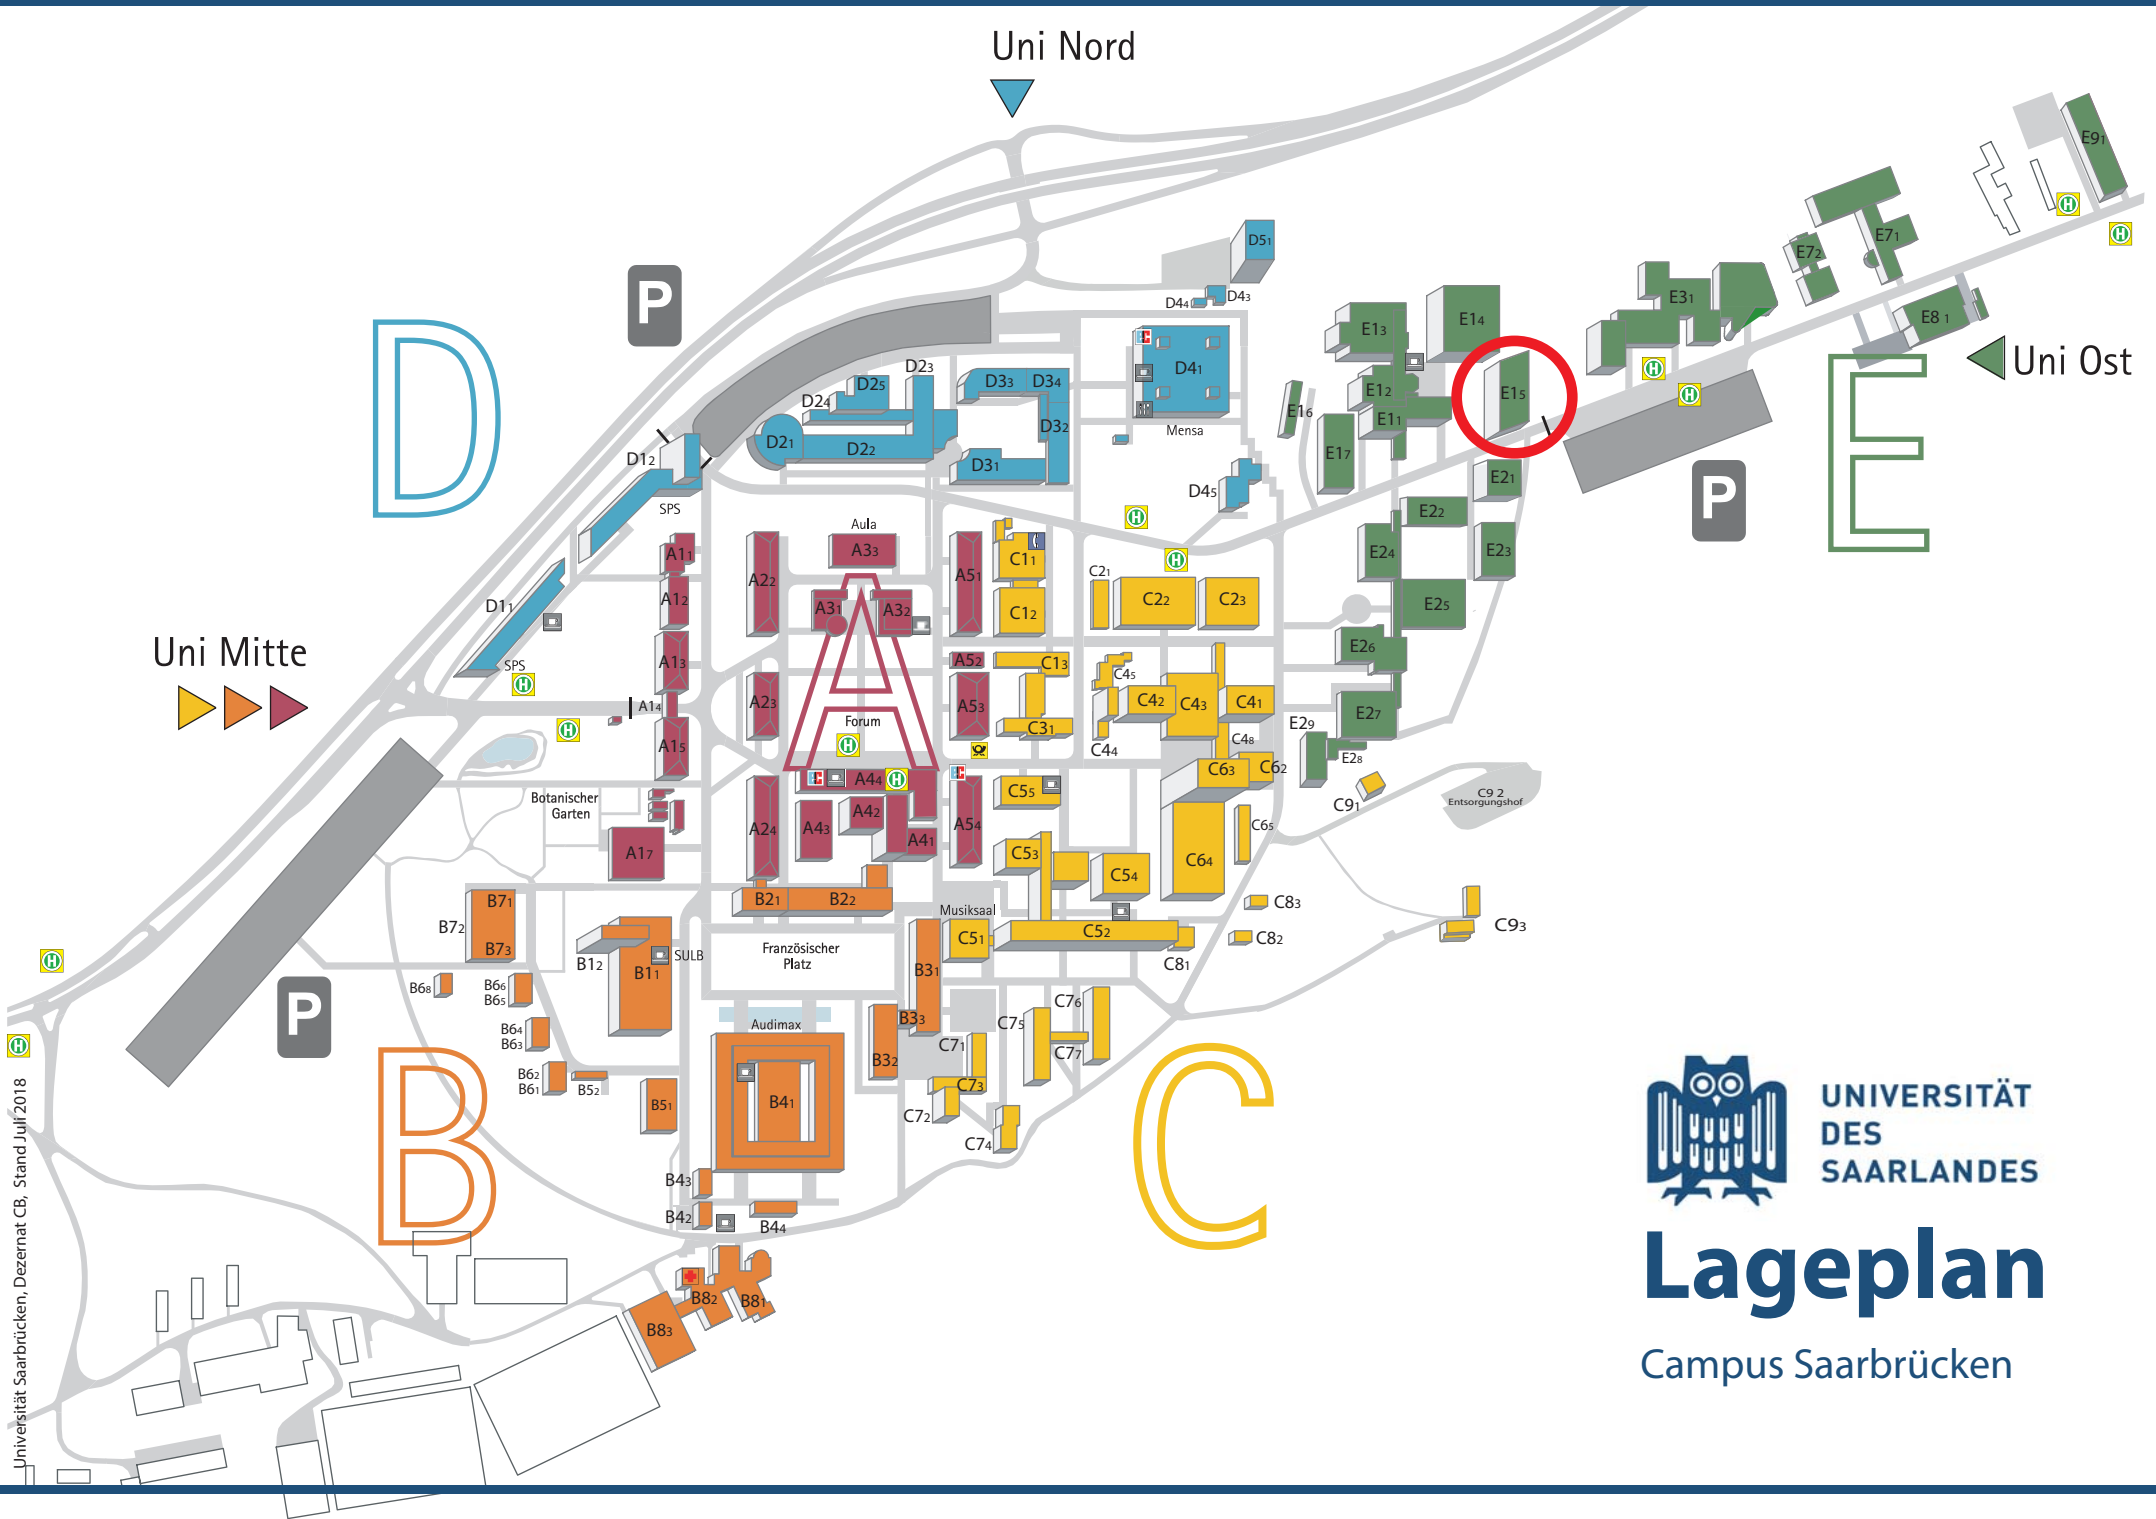 Uni Nord
E91
E71
E72
D51
E31
D44
D43
E81
E14
E13
P
Uni Ost
D23
D41
D33
D34
D25
E12
E15
D24
E16
E11
D32
Mensa
D21
D22
E17
D12
D31
E21
D45
P
SPS
E22
Aula
A33
A11
E24
E23
C11
A22
A51
C21
A12
C22
C23
E25
D11
A31
A32
C12
Uni Mitte
E26
SPS
A13
A52
C13
C45
A23
A53
C42
C43
C41
A14
E27
Forum
E29
C31
C48
A15
C44
E28
C63
C62
A44
C55
C92
Entsorgungshof
Botanischer
Garten
C91
A42
A24
A43
A54
C65
A41
A17
C53
C64
C54
B71
B21
B22
C83
Musiksaal
B72
C52
C93
C51
C82
B73
Französischer
Platz
SULB
B12
B11
B31
C81
B68
B66
B65
C76
P
B33
C75
Audimax
B64
B63
C71
C77
B32
B62
B61
B52
C73
B51
B41
C72
C74
B43
B42
B44
B82
B81
B83
A
B
C
D
E
UNIVERSITÄT
DES
SAARLANDES
Lageplan
Campus Saarbrücken
Universität Saarbrücken, Dezernat CB, Stand Juli 2018